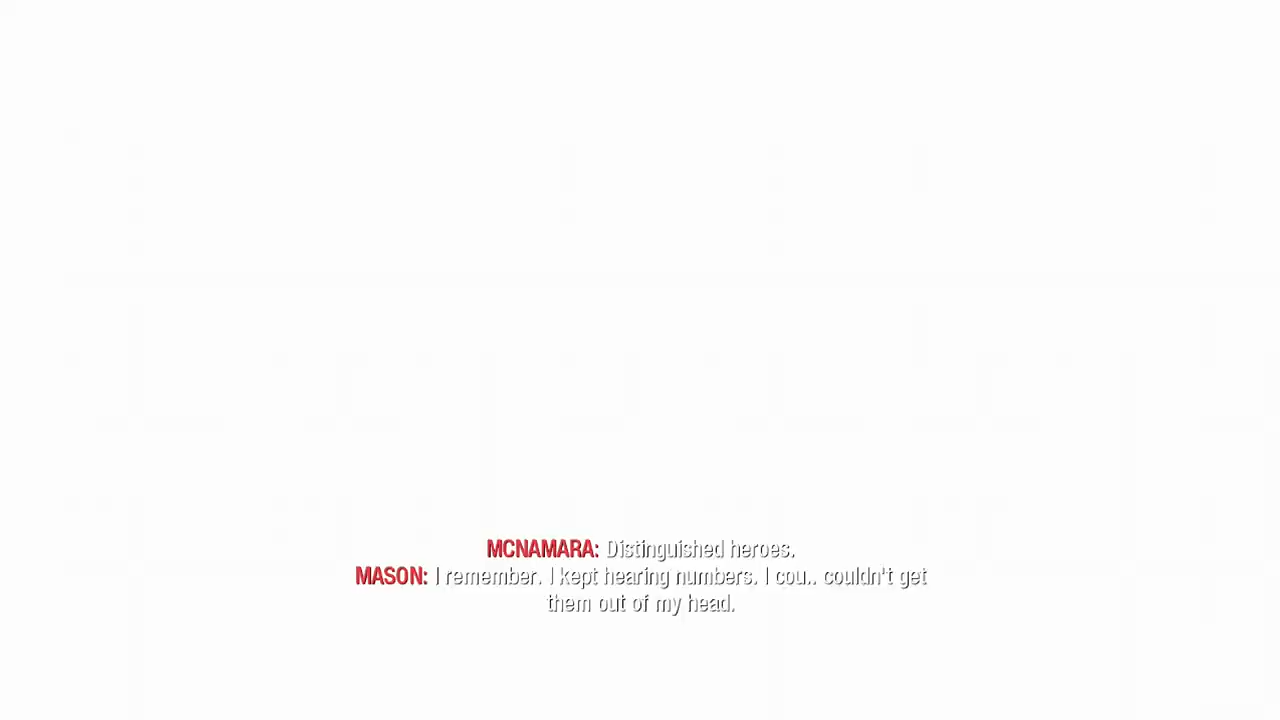 MCNAMARA: Distinguished heroes.
MASON: I remember. I kept hearing numbers. I cou.. couldn't get
them out of my head.